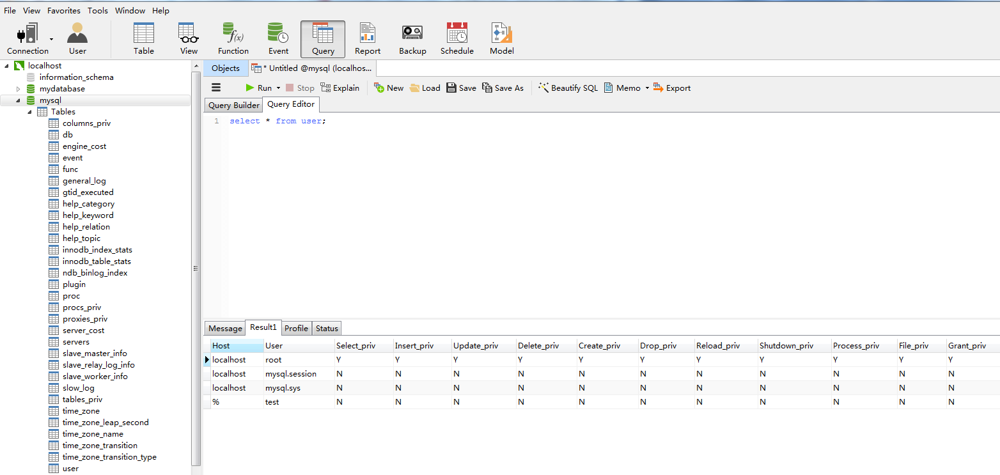 File View Favorites Tools Window Help
Connection User Table View Function Event Query Report Backup Schedule Model
localhost
information_schema
mydatabase
mysql
Tables
columns_priv
db
engine_cost
event
func
general_log
gtid_executed
help_category
help_keyword
help_relation
help_topic
innodb_index_stats
innodb_table_stats
ndb_binlog_index
plugin
proc
procs_priv
proxies_priv
server_cost
servers
slave_master_info
slave_relay_log_info
slave_worker_info
slow_log
tables_priv
time_zone
time_zone_leap_second
time_zone_name
time_zone_transition
time_zone_transition_type
user
Objects * Untitled @mysql (localhos...
Run Stop Explain New Load Save Save As Beautify SQL Memo Export
Query Builder Query Editor
1 select * from user;
Message Result1 Profile Status
Host User Select_priv Insert_priv Update_priv Delete_priv Create_priv Drop_priv Reload_priv Shutdown_priv Process_priv File_priv Grant_priv
localhost root Y Y Y Y Y Y Y Y Y Y Y
localhost mysql.session N N N N N N N N N N N
localhost mysql.sys N N N N N N N N N N N
% test N N N N N N N N N N N